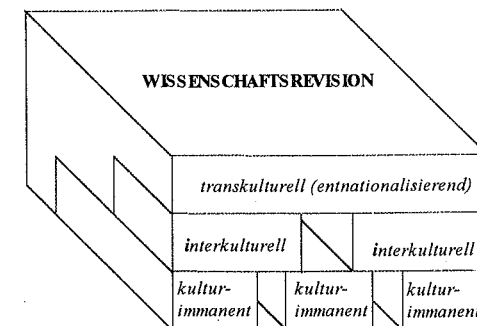 WISSENSCHAFTSREVISION
transkulturell (entnationalisierend)
interkulturell interkulturell
kultur- kultur- kultur-
immanent immanent immanent